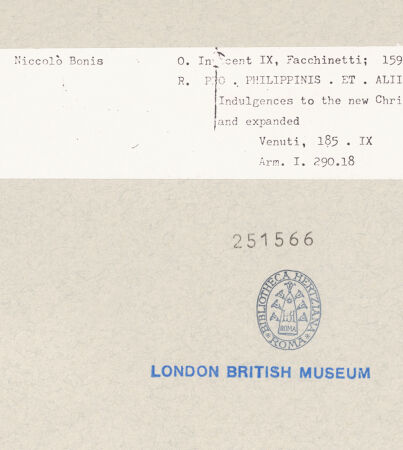 Niccolò Bonis
O. Innocent IX, Facchinetti; 159
R. PRO . PHILIPPINIS . ET . ALII
Indulgences to the new Chri
and expanded
Venuti, 185 . IX
Arm. I. 290.18
251566
BIBLIOTHECA HERTZIANA
ROMA
ROMA
LONDON BRITISH MUSEUM